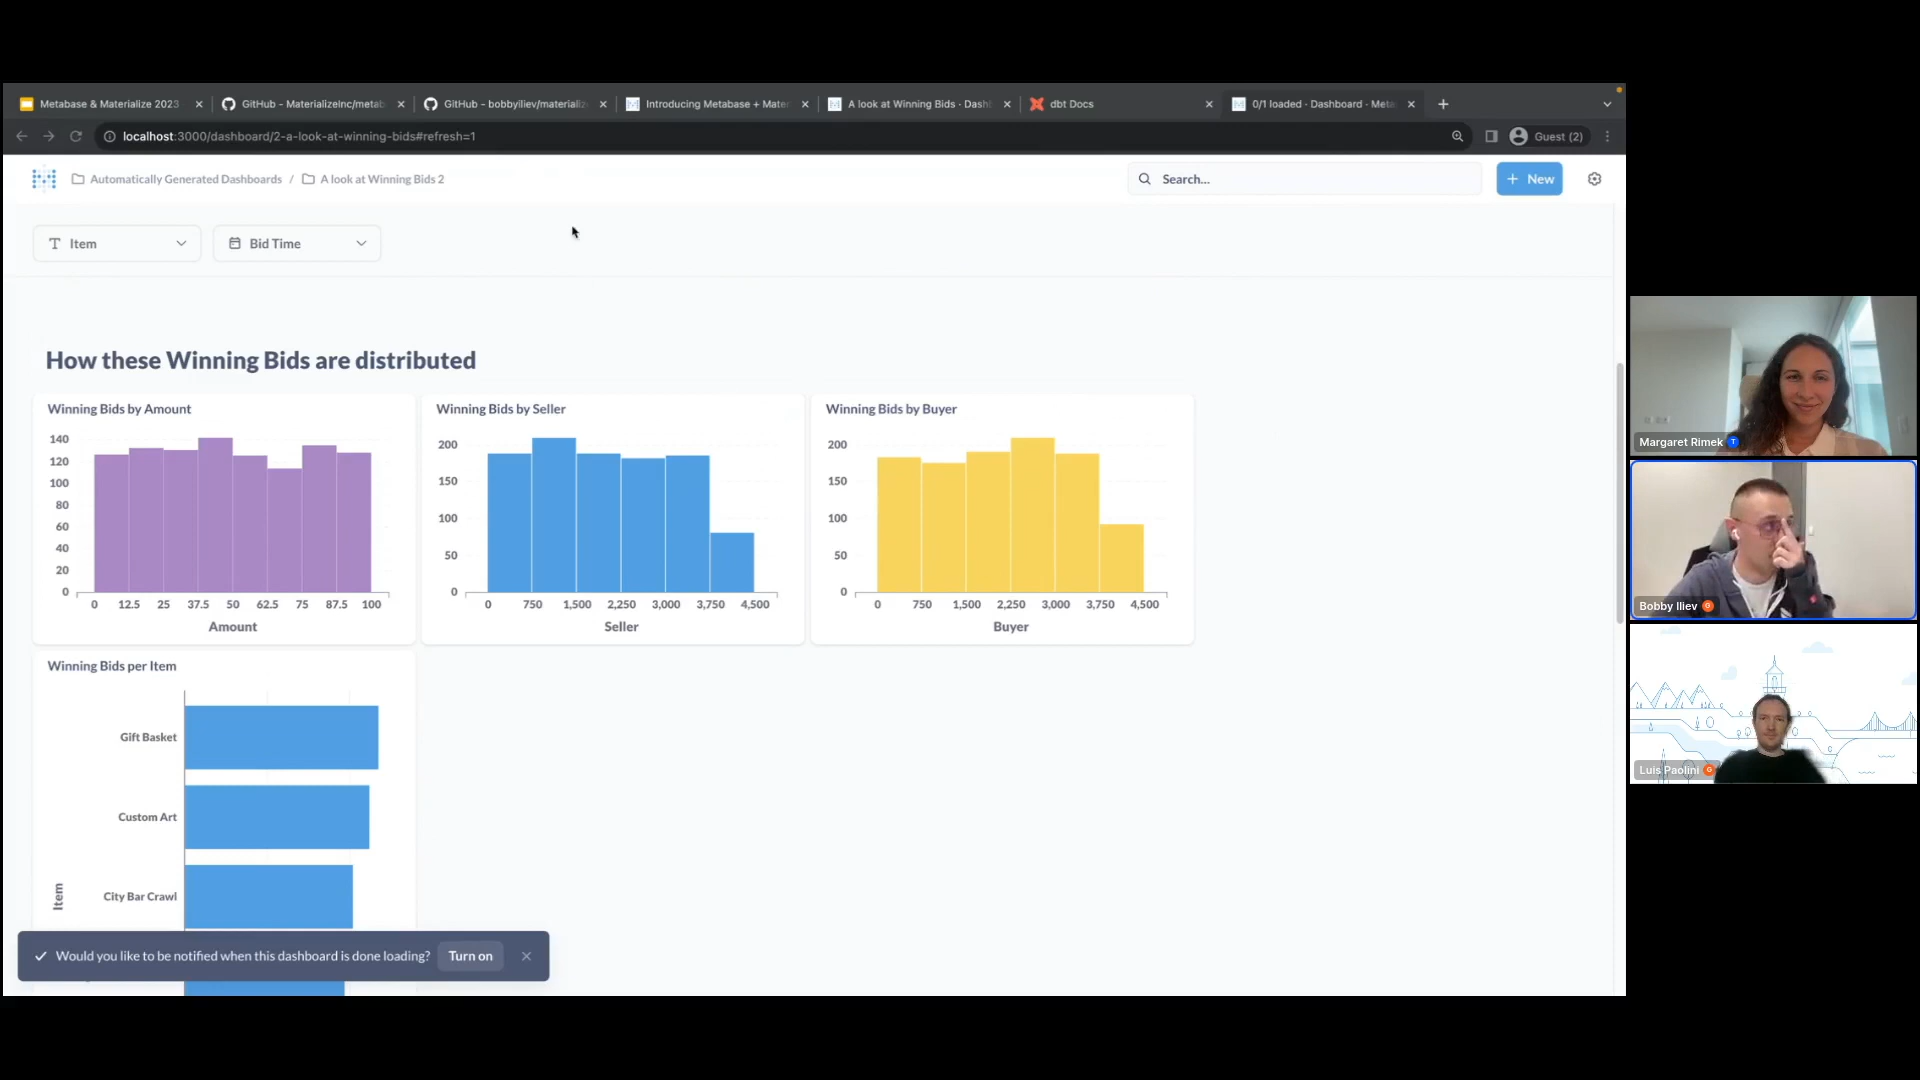 Metabase & Materialize 2023
GitHub - MaterializeInc/metab
GitHub - bobbyiliev/materializ
Introducing Metabase + Mater
A look at Winning Bids · Dash
dbt Docs
0/1 loaded · Dashboard · Meta
localhost:3000/dashboard/2-a-look-at-winning-bids#refresh=1
Guest (2)
Automatically Generated Dashboards / A look at Winning Bids 2
Search...
+ New
Item
Bid Time
How these Winning Bids are distributed
Winning Bids by Amount
140
120
100
80
60
40
20
0
0 12.5 25 37.5 50 62.5 75 87.5 100
Amount
Winning Bids by Seller
200
150
100
50
0
0 750 1,500 2,250 3,000 3,750 4,500
Seller
Winning Bids by Buyer
200
150
100
50
0
0 750 1,500 2,250 3,000 3,750 4,500
Buyer
Winning Bids per Item
Gift Basket
Custom Art
City Bar Crawl
Item
Would you like to be notified when this dashboard is done loading? Turn on
Margaret Rimek T
Bobby Iliev G
Luis Paolini G